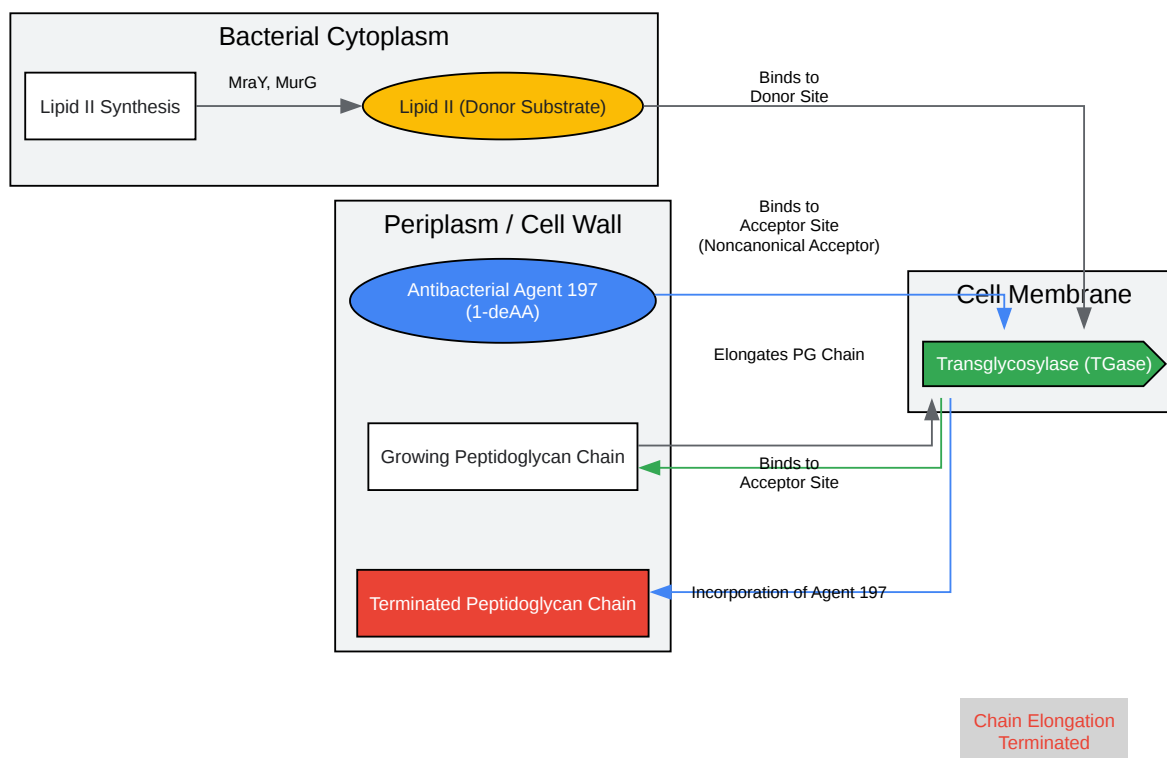 Bacterial Cytoplasm
Lipid II Synthesis
MraY, MurG
Lipid II (Donor Substrate)
Binds to
Donor Site
Periplasm / Cell Wall
Antibacterial Agent 197
(1-deAA)
Binds to
Acceptor Site
(Noncanonical Acceptor)
Cell Membrane
Transglycosylase (TGase)
Elongates PG Chain
Growing Peptidoglycan Chain
Binds to
Acceptor Site
Terminated Peptidoglycan Chain
Incorporation of Agent 197
Chain Elongation
Terminated